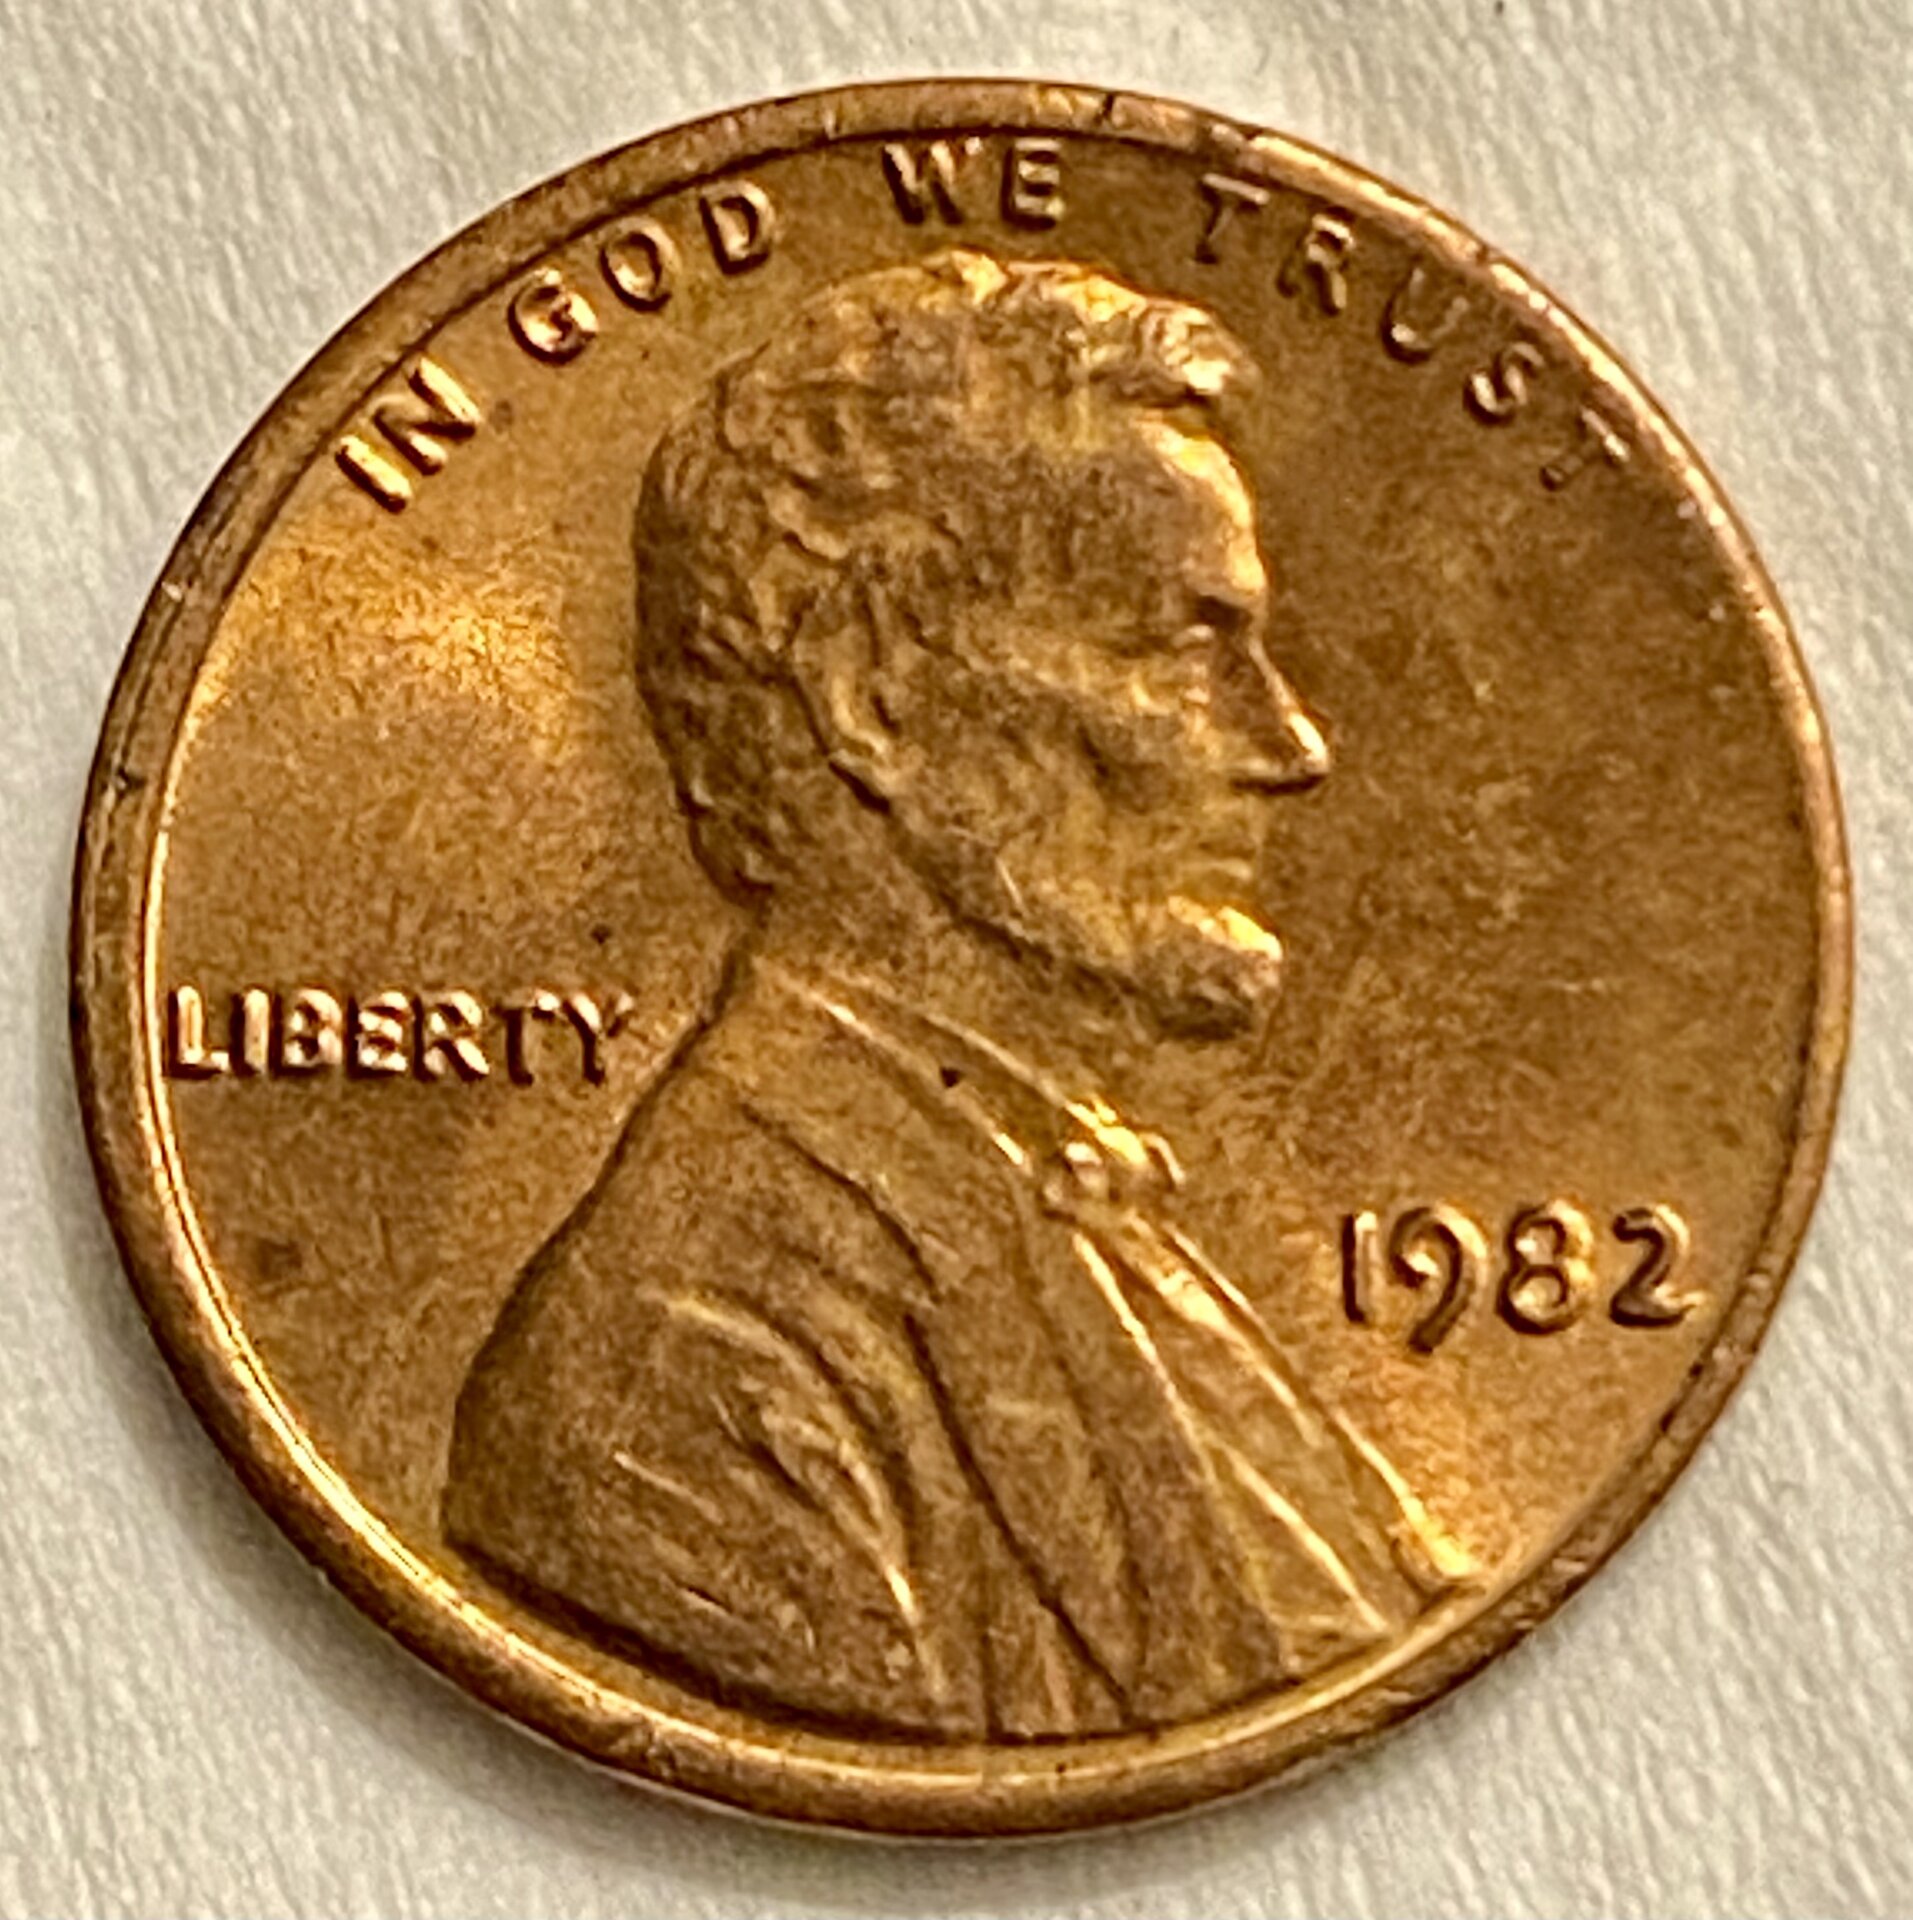 IN GOD WE TRUST
LIBERTY
1982